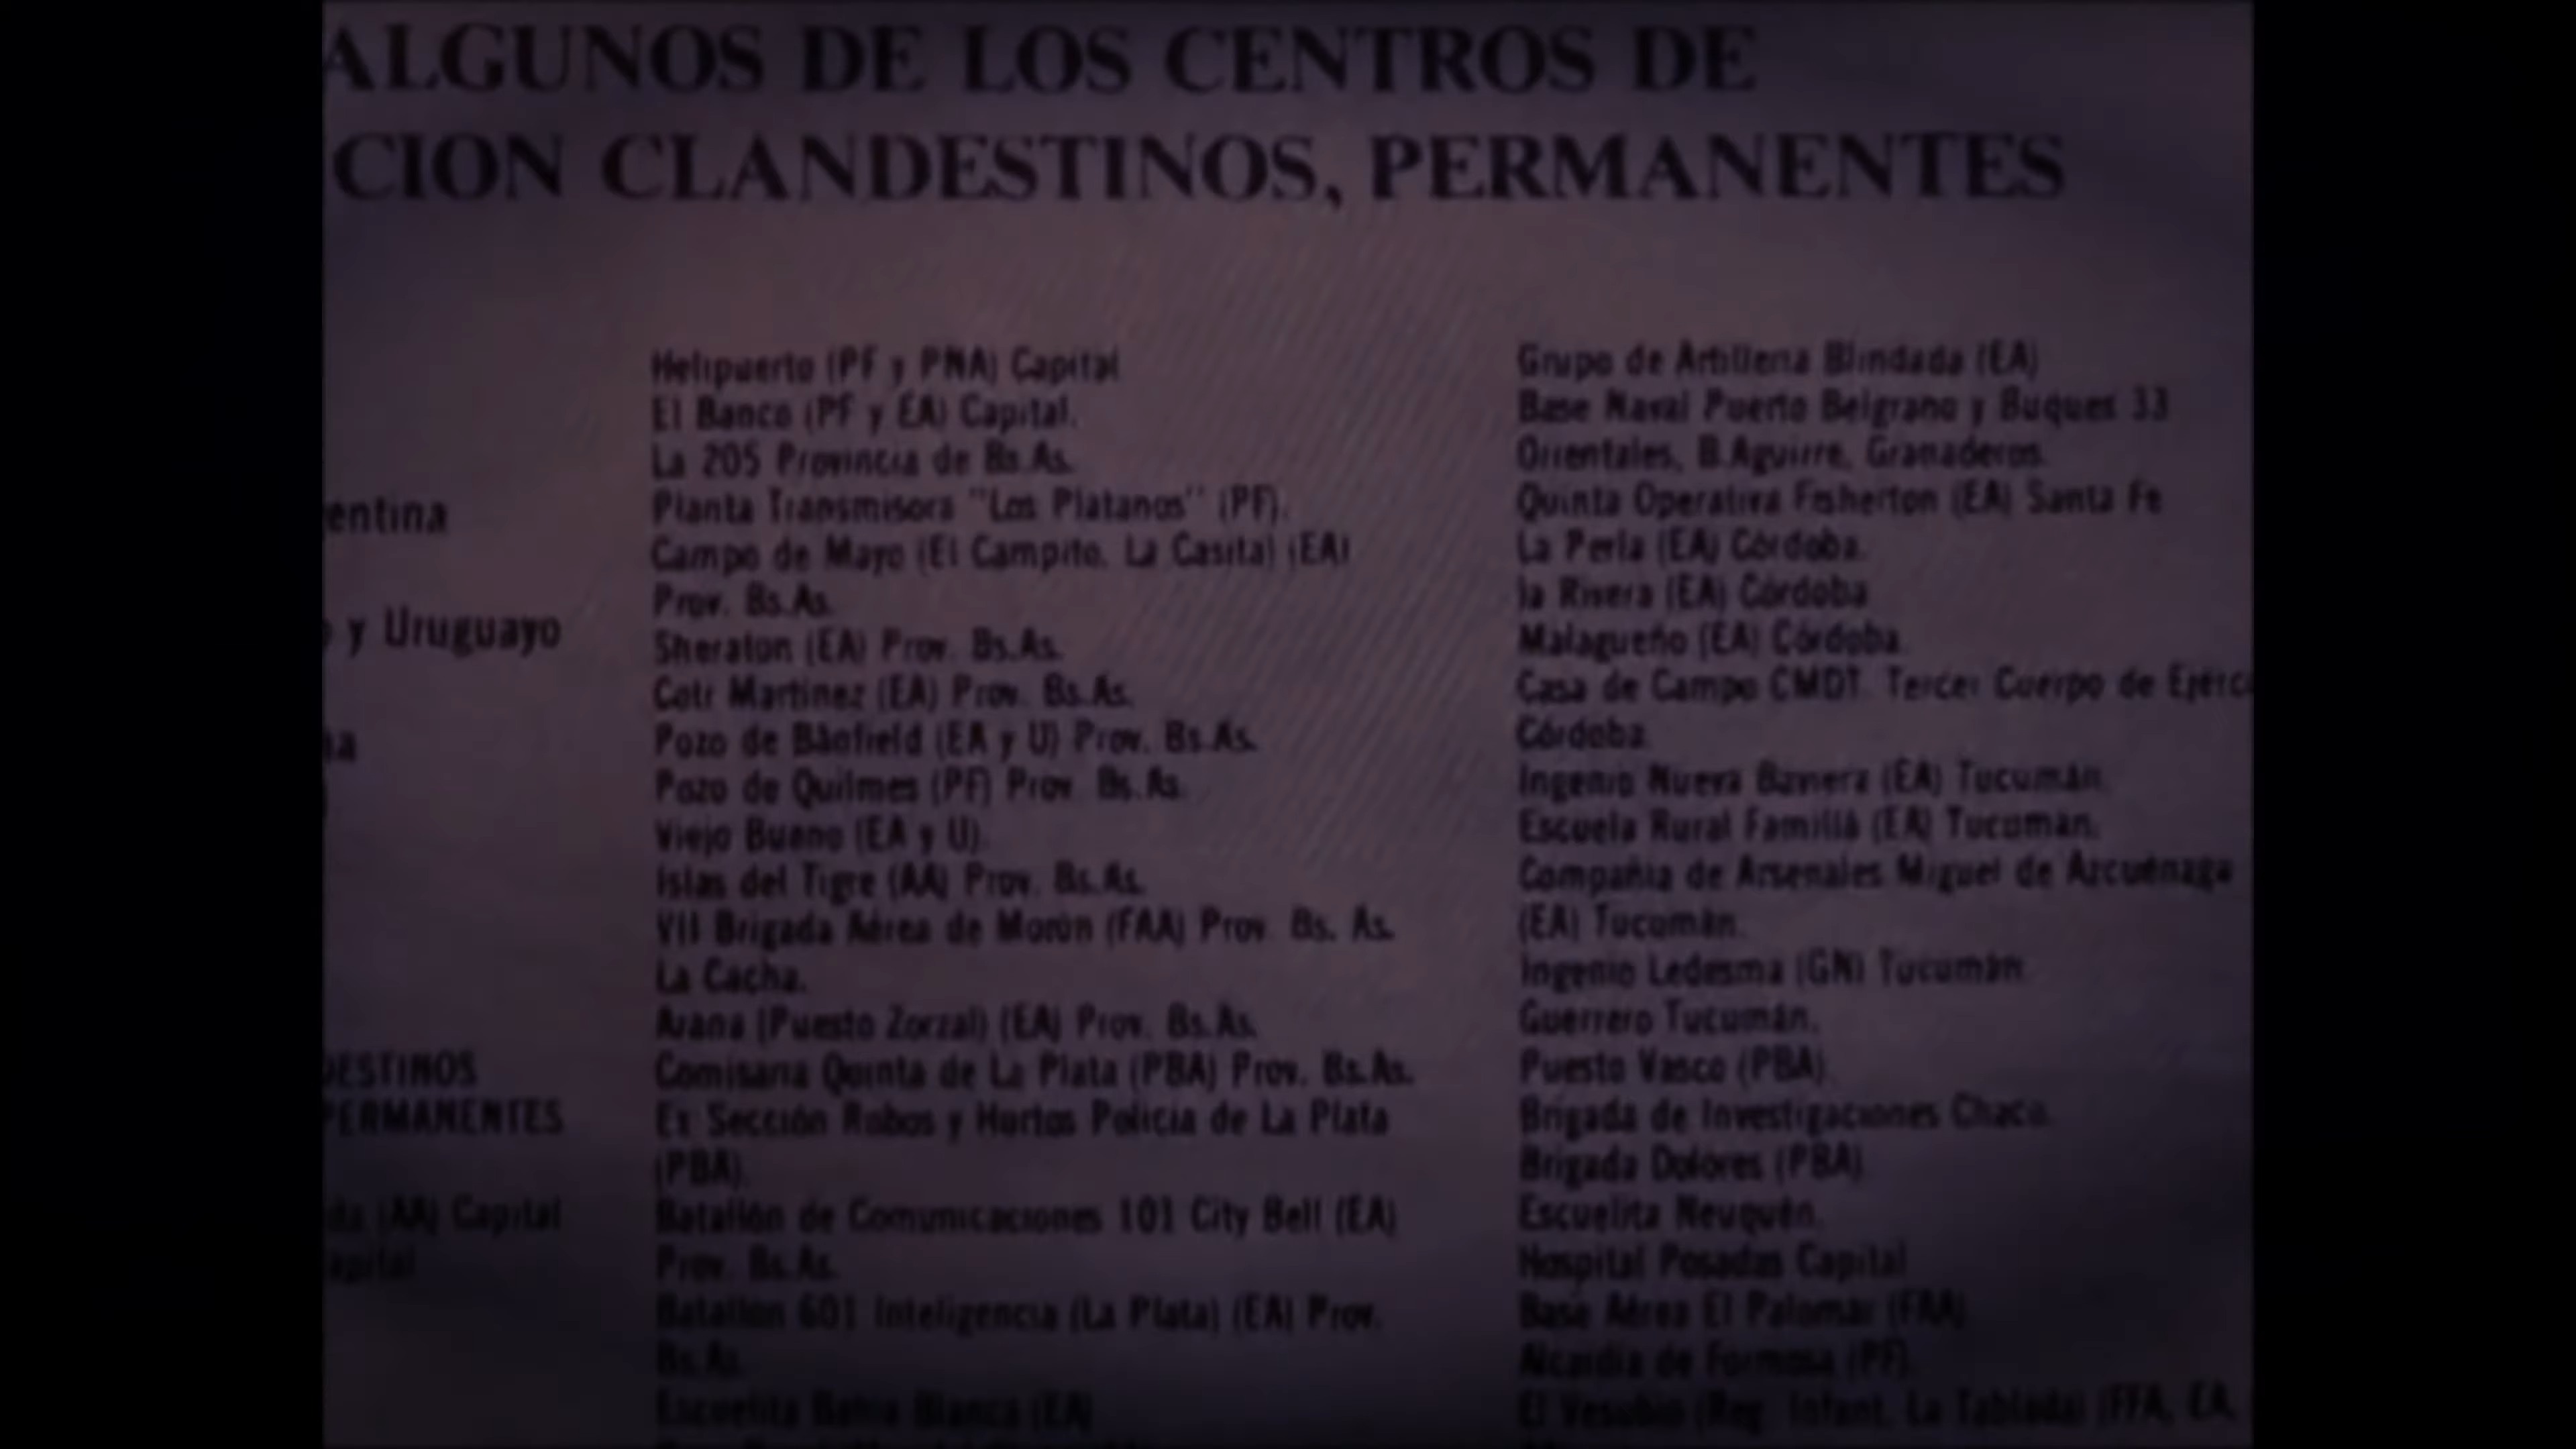 ALGUNOS DE LOS CENTROS DE
CION CLANDESTINOS, PERMANENTES
entina
y Uruguayo
DESTINOS
PERMANENTES
(AA) Capital
apital
Helipuerto (PF y PNA) Capital
El Banco (PF y EA) Capital.
La 205 Provincia de Bs.As.
Planta Transmisora "Los Platanos" (PF).
Campo de Mayo (El Campito, La Casita) (EA)
Prov. Bs.As.
Sheraton (EA) Prov. Bs.As.
Cotr Martinez (EA) Prov. Bs.As.
Pozo de Bánfield (EA y U) Prov. Bs.As.
Pozo de Quilmes (PF) Prov. Bs.As.
Viejo Bueno (EA y U).
Islas del Tigre (AA) Prov. Bs.As.
VII Brigada Aérea de Morón (FAA) Prov. Bs. As.
La Cacha.
Arana (Puesto Zorzal) (EA) Prov. Bs.As.
Comisaria Quinta de La Plata (PBA) Prov. Bs.As.
Ex Sección Robos y Hurtos Policía de La Plata
(PBA).
Batallón de Comunicaciones 101 City Bell (EA)
Prov. Bs.As.
Batallón 601 Inteligencia (La Plata) (EA) Prov.
Bs.As.
Escuelita Bahía Blanca (EA)
Grupo de Artillería Blindada (EA)
Base Naval Puerto Belgrano y Buques 33
Orientales, B.Aguirre, Granaderos.
Quinta Operativa Fisherton (EA) Santa Fe
La Perla (EA) Córdoba.
la Rivera (EA) Córdoba
Malagueño (EA) Córdoba.
Casa de Campo CMDT. Tercer Cuerpo de Ejérc
Córdoba.
Ingenio Nueva Baviera (EA) Tucumán.
Escuela Rural Famillá (EA) Tucumán.
Compañía de Arsenales Miguel de Azcuénaga
(EA) Tucumán.
Ingenio Ledesma (GN) Tucumán
Guerrero Tucumán.
Puesto Vasco (PBA).
Brigada de Investigaciones Chaco.
Brigada Dolores (PBA)
Escuelita Neuquén.
Hospital Posadas Capital
Base Aérea El Palomar (FAA)
Alcaidía de Formosa (PF).
El Vesubio (Reg. Infant. La Tablada) (FFA, EA,